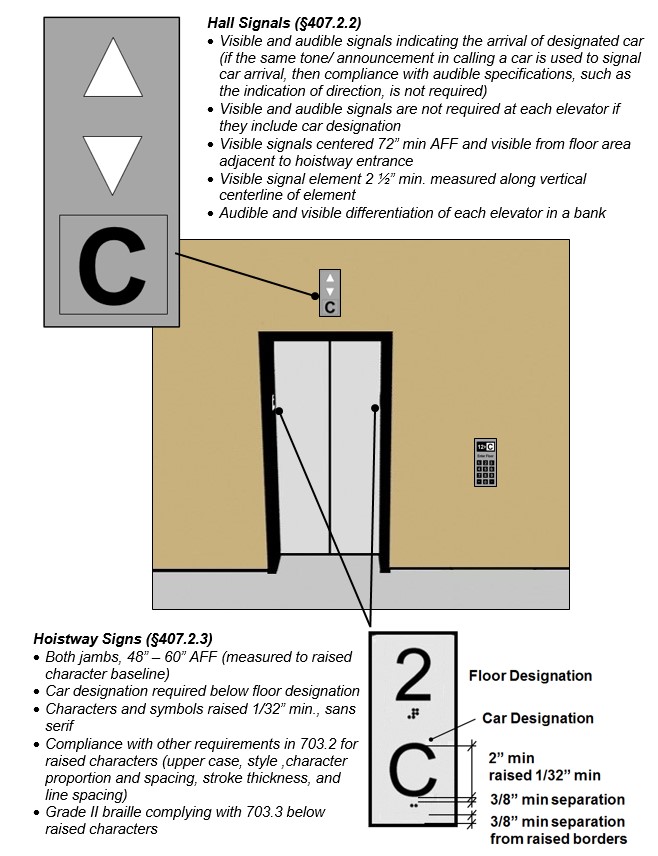 Hall Signals (§407.2.2)
• Visible and audible signals indicating the arrival of designated car
(if the same tone/ announcement in calling a car is used to signal
car arrival, then compliance with audible specifications, such as
the indication of direction, is not required)
• Visible and audible signals are not required at each elevator if
they include car designation
• Visible signals centered 72” min AFF and visible from floor area
adjacent to hoistway entrance
• Visible signal element 2 ½” min. measured along vertical
centerline of element
• Audible and visible differentiation of each elevator in a bank
C
C
Hoistway Signs (§407.2.3)
• Both jambs, 48” – 60” AFF (measured to raised
character baseline)
• Car designation required below floor designation
• Characters and symbols raised 1/32” min., sans
serif
• Compliance with other requirements in 703.2 for
raised characters (upper case, style ,character
proportion and spacing, stroke thickness, and
line spacing)
• Grade II braille complying with 703.3 below
raised characters
2
C
Floor Designation
Car Designation
2” min
raised 1/32” min
3/8” min separation
3/8” min separation
from raised borders